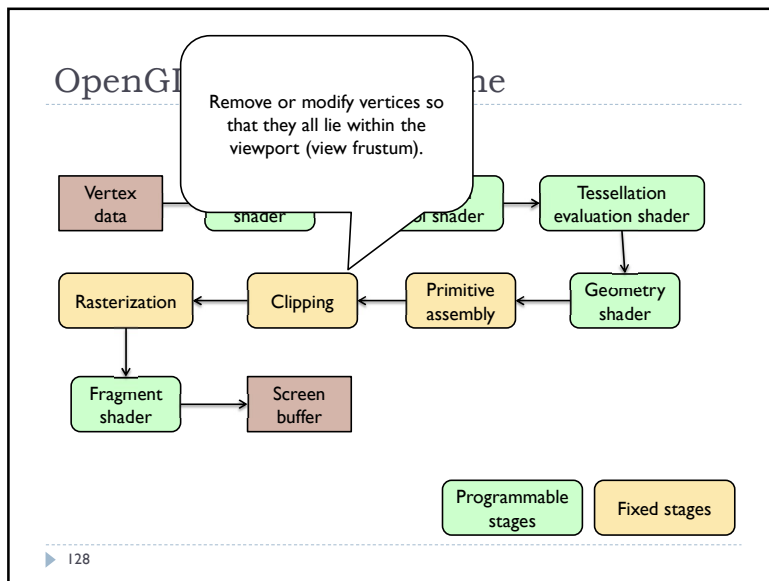 OpenGL
ne
Remove or modify vertices so
that they all lie within the
viewport (view frustum).
Vertex
data
shader
shader
Tessellation
evaluation shader
Rasterization
Clipping
Primitive
assembly
Geometry
shader
Fragment
shader
Screen
buffer
Programmable
stages
Fixed stages
128